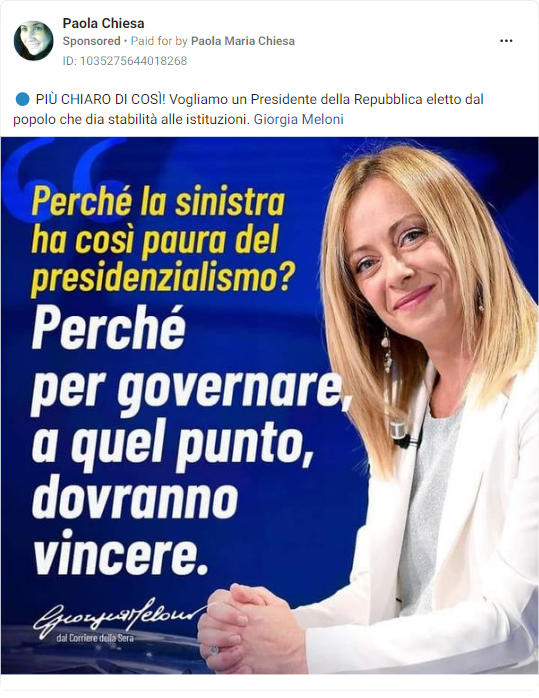 Paola Chiesa
Sponsored • Paid for by Paola Maria Chiesa
ID: 1035275644018268
PIÙ CHIARO DI COSÌ! Vogliamo un Presidente della Repubblica eletto dal
popolo che dia stabilità alle istituzioni. Giorgia Meloni
Perché la sinistra
ha così paura del
presidenzialismo?
Perché
per governare,
a quel punto,
dovranno
vincere.
Giorgia Meloni
dal Corriere della Sera